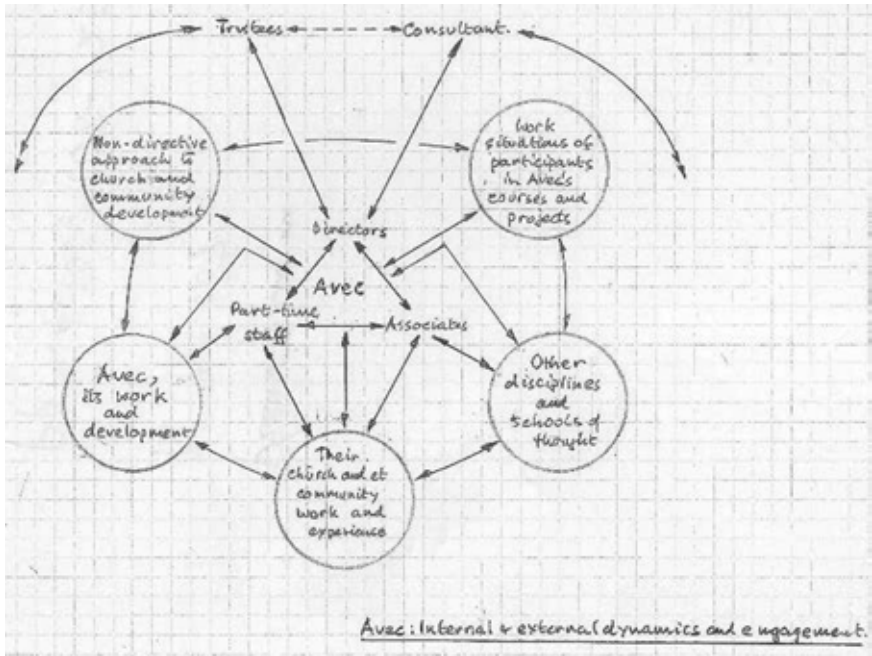 Trustees
Consultant.
Non-directive
approach to
church and
community
development
Work
situations of
participants
in Avec's
courses and
projects
Directors
Avec
Part-time
staff
Associates
Avec,
its work
and
development
Other
disciplines
and
Schools of
thought
Their
church and et
community
work and
experience
Avec: Internal & external dynamics and engagement.